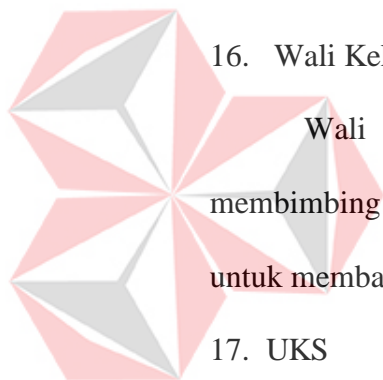 16. Wali Kel
Wali
membimbing
untuk memba
17. UKS